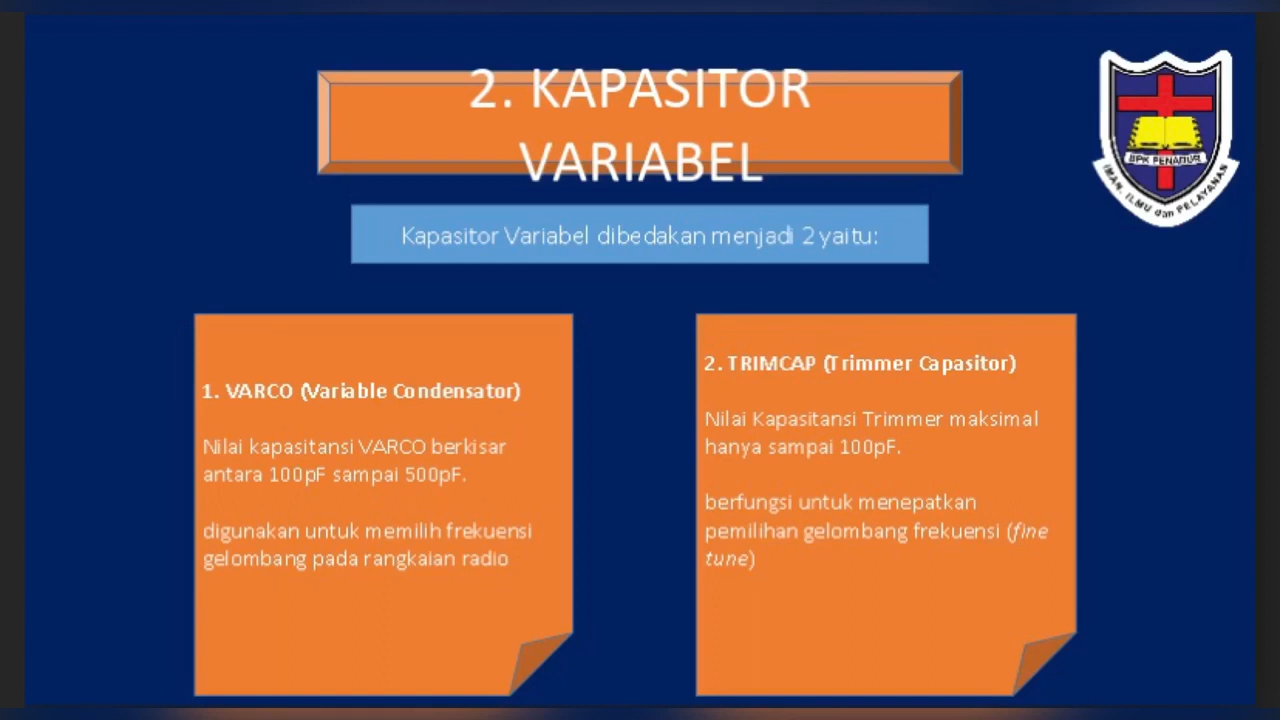 2. KAPASITOR
VARIABEL
BPK PENABUR
IMAN, ILMU dan PELAYANAN
Kapasitor Variabel dibedakan menjadi 2 yaitu:
1. VARCO (Variable Condensator)
Nilai kapasitansi VARCO berkisar
antara 100pF sampai 500pF.
digunakan untuk memilih frekuensi
gelombang pada rangkaian radio
2. TRIMCAP (Trimmer Capasitor)
Nilai Kapasitansi Trimmer maksimal
hanya sampai 100pF.
berfungsi untuk menepatkan
pemilihan gelombang frekuensi (fine
tune)